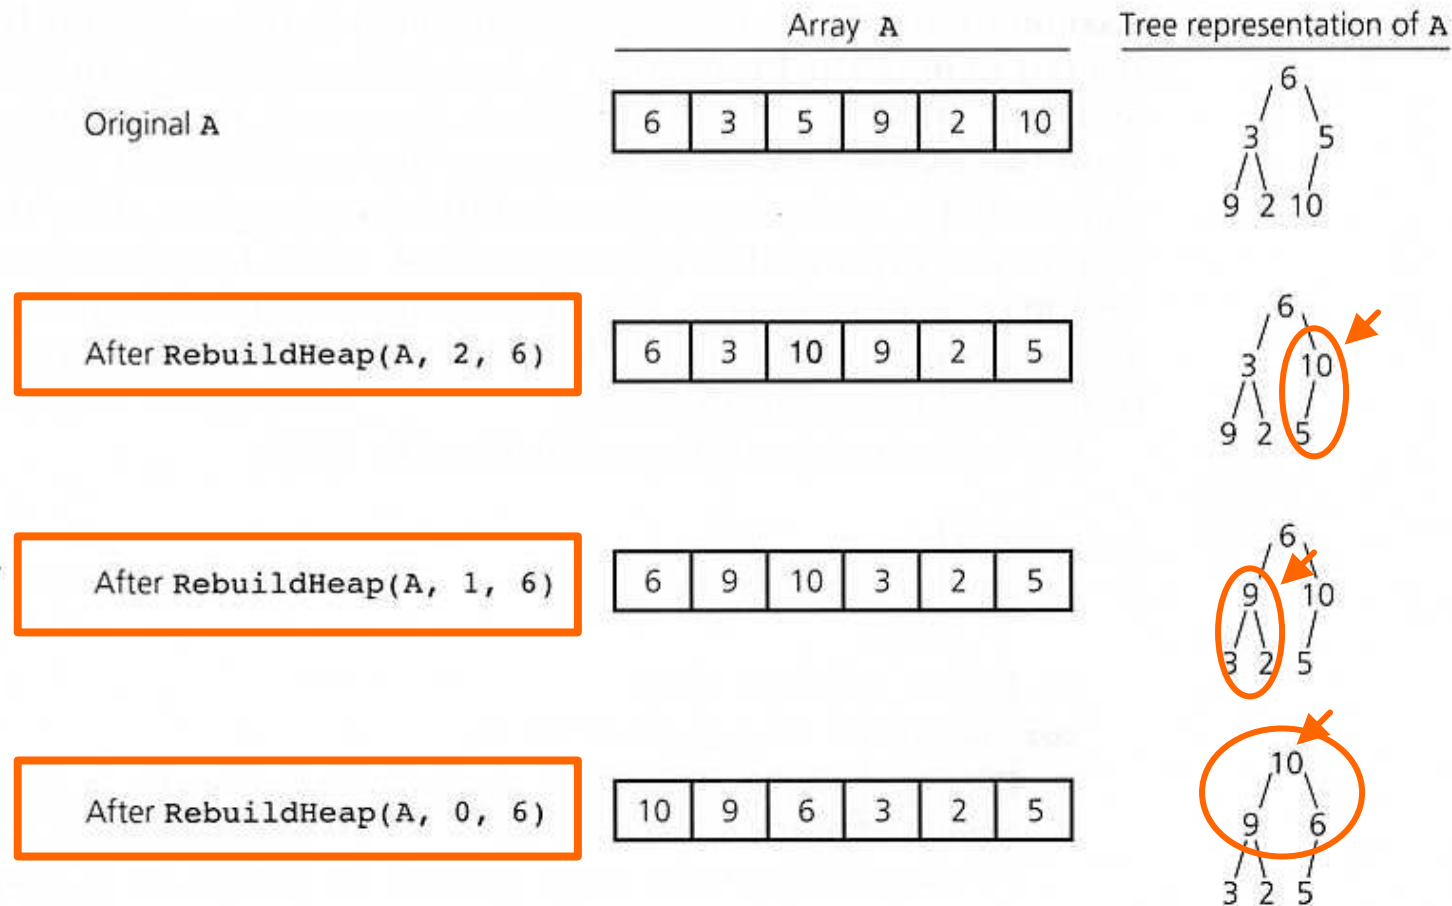 Array A Tree representation of A
6
Original A 6 3 5 9 2 10
3 5
9 2 10
6
After RebuildHeap(A, 2, 6) 6 3 10 9 2 5
3 10
9 2 5
6
After RebuildHeap(A, 1, 6) 6 9 10 3 2 5
9 10
3 2 5
10
After RebuildHeap(A, 0, 6) 10 9 6 3 2 5
9 6
3 2 5